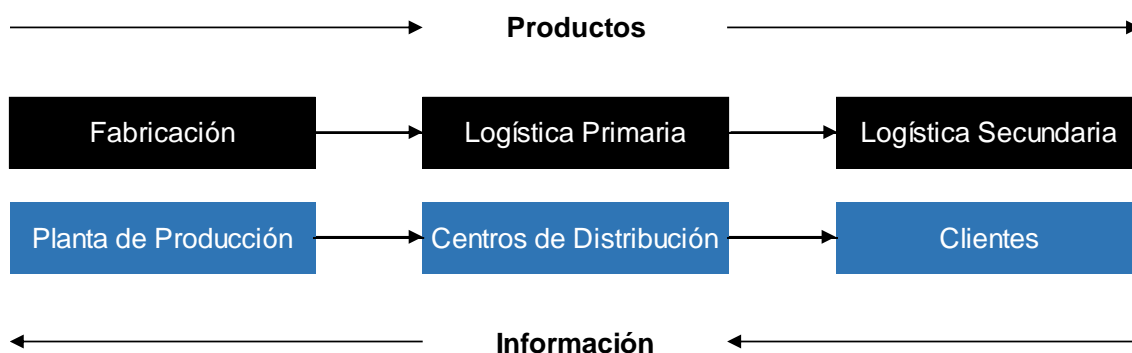 Productos
Fabricación
Logística Primaria
Logística Secundaria
Planta de Producción
Centros de Distribución
Clientes
Información